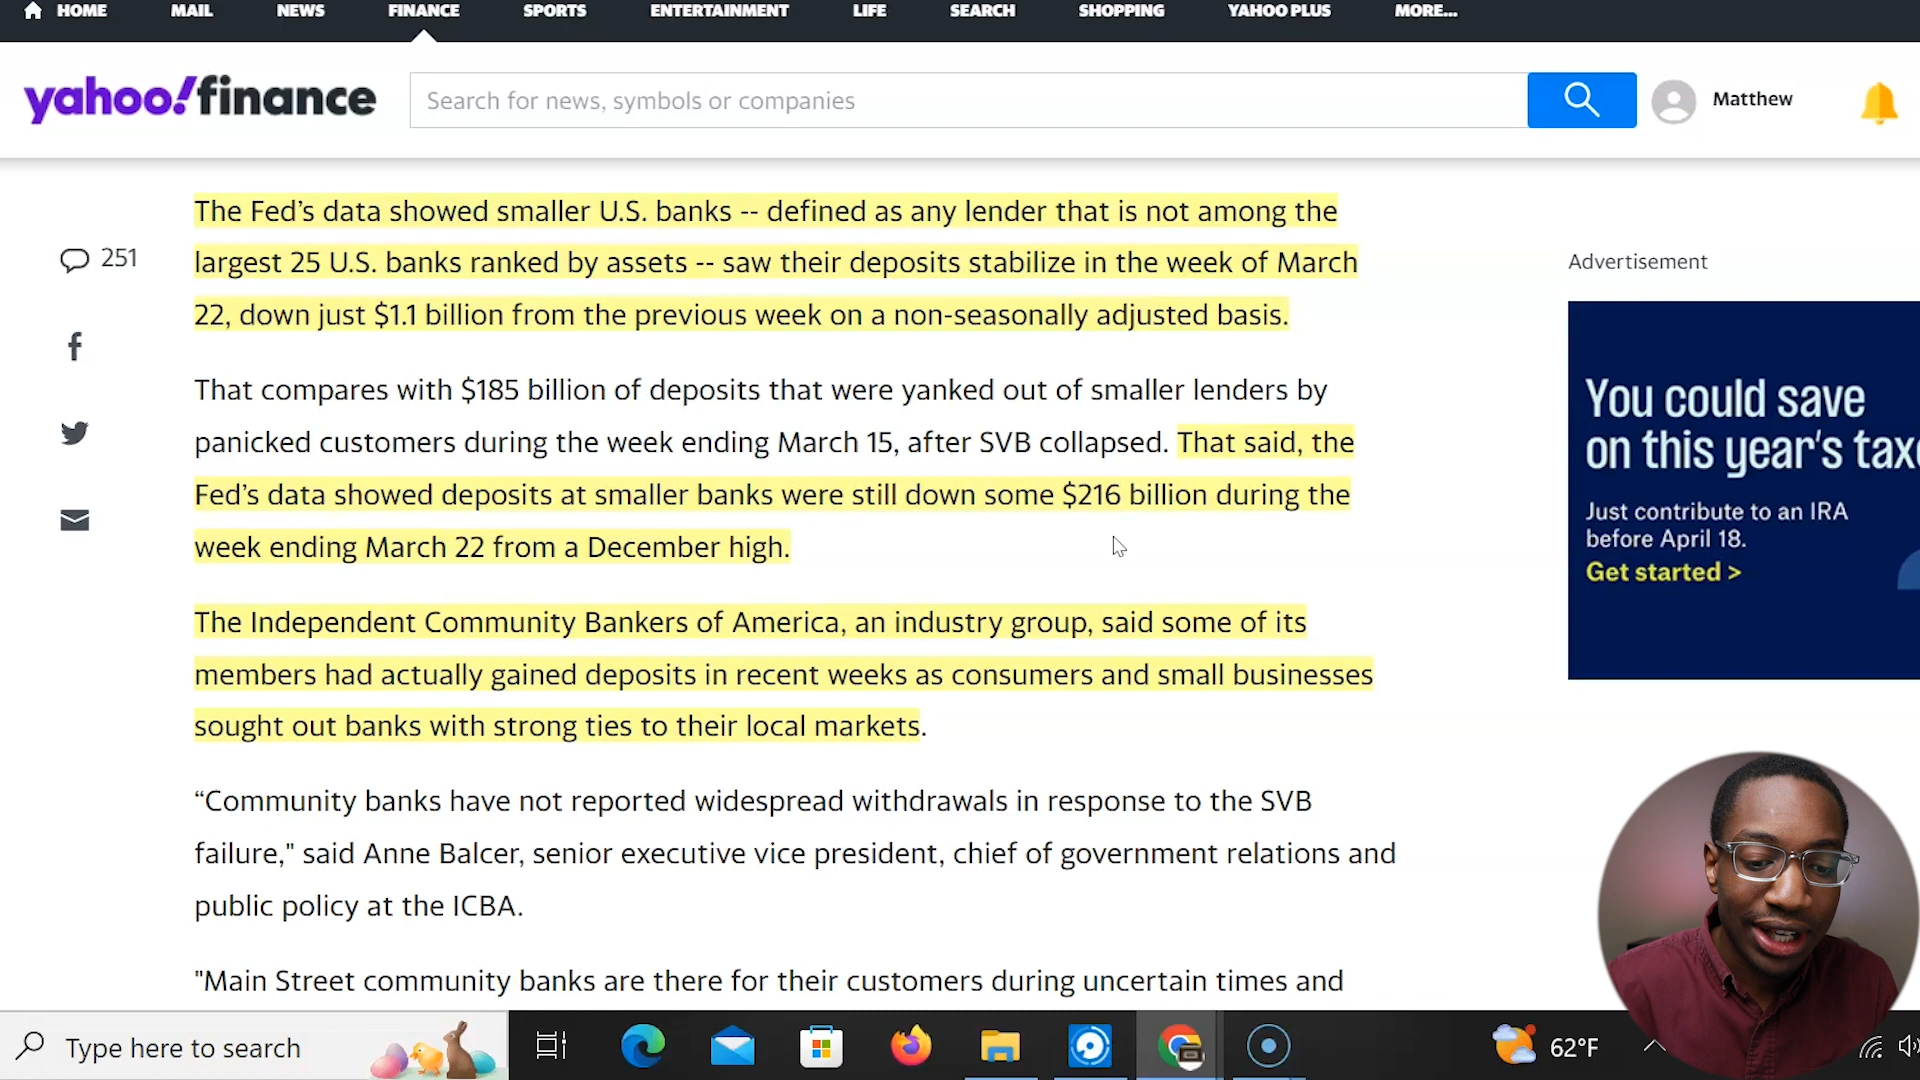 HOME MAIL NEWS FINANCE SPORTS ENTERTAINMENT LIFE SEARCH SHOPPING YAHOO PLUS MORE...
yahoo!finance
Search for news, symbols or companies
Matthew
The Fed’s data showed smaller U.S. banks -- defined as any lender that is not among the
largest 25 U.S. banks ranked by assets -- saw their deposits stabilize in the week of March
22, down just $1.1 billion from the previous week on a non-seasonally adjusted basis.
251
That compares with $185 billion of deposits that were yanked out of smaller lenders by
panicked customers during the week ending March 15, after SVB collapsed. That said, the
Fed’s data showed deposits at smaller banks were still down some $216 billion during the
week ending March 22 from a December high.
The Independent Community Bankers of America, an industry group, said some of its
members had actually gained deposits in recent weeks as consumers and small businesses
sought out banks with strong ties to their local markets.
“Community banks have not reported widespread withdrawals in response to the SVB
failure," said Anne Balcer, senior executive vice president, chief of government relations and
public policy at the ICBA.
"Main Street community banks are there for their customers during uncertain times and
Advertisement
You could save
on this year's taxe
Just contribute to an IRA
before April 18.
Get started >
Type here to search
62°F